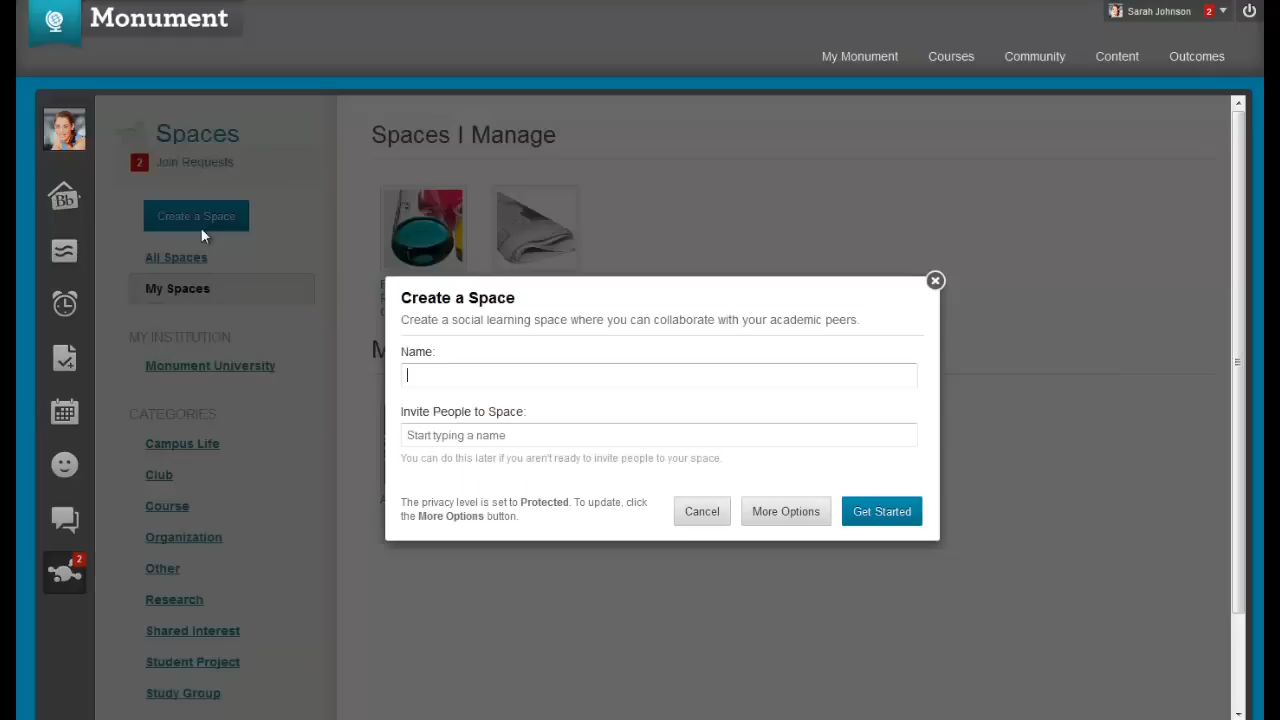 Monument
Sarah Johnson 2
My Monument Courses Community Content Outcomes
Spaces
2 Join Requests
Create a Space
All Spaces
My Spaces
MY INSTITUTION
Monument University
CATEGORIES
Campus Life
Club
Course
Organization
Other
Research
Shared Interest
Student Project
Study Group
Bb
2
Spaces I Manage
Create a Space
Create a social learning space where you can collaborate with your academic peers.
Name:
Invite People to Space:
Start typing a name
You can do this later if you aren't ready to invite people to your space.
The privacy level is set to Protected. To update, click
the More Options button.
Cancel More Options Get Started